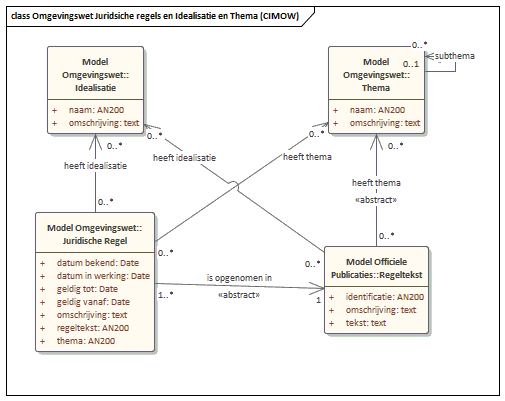 class Omgevingswet Juridsiche regels en Idealisatie en Thema (CIMOW)
Model
Omgevingswet::
Idealisatie
+ naam: AN200
+ omschrijving: text
Model
Omgevingswet::
Thema
+ naam: AN200
+ omschrijving: text
0..*
0..1
subthema
0..*
heeft idealisatie
0..*
0..*
heeft idealisatie
0..*
0..*
heeft thema
0..*
0..*
heeft thema
«abstract»
0..*
Model Omgevingswet::
Juridische Regel
+ datum bekend: Date
+ datum in werking: Date
+ geldig tot: Date
+ geldig vanaf: Date
+ omschrijving: text
+ regeltekst: AN200
+ thema: AN200
is opgenomen in
1..*
«abstract»
1
Model Officiele
Publicaties::Regeltekst
+ identificatie: AN200
+ omschrijving: text
+ tekst: text